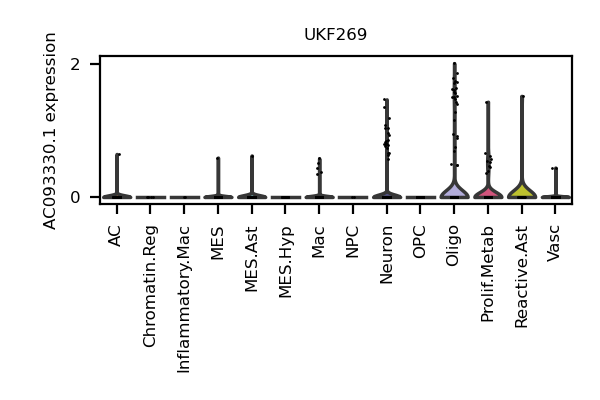 UKF269
AC093330.1 expression
2
0
AC
Chromatin.Reg
Inflammatory.Mac
MES
MES.Ast
MES.Hyp
Mac
NPC
Neuron
OPC
Oligo
Prolif.Metab
Reactive.Ast
Vasc